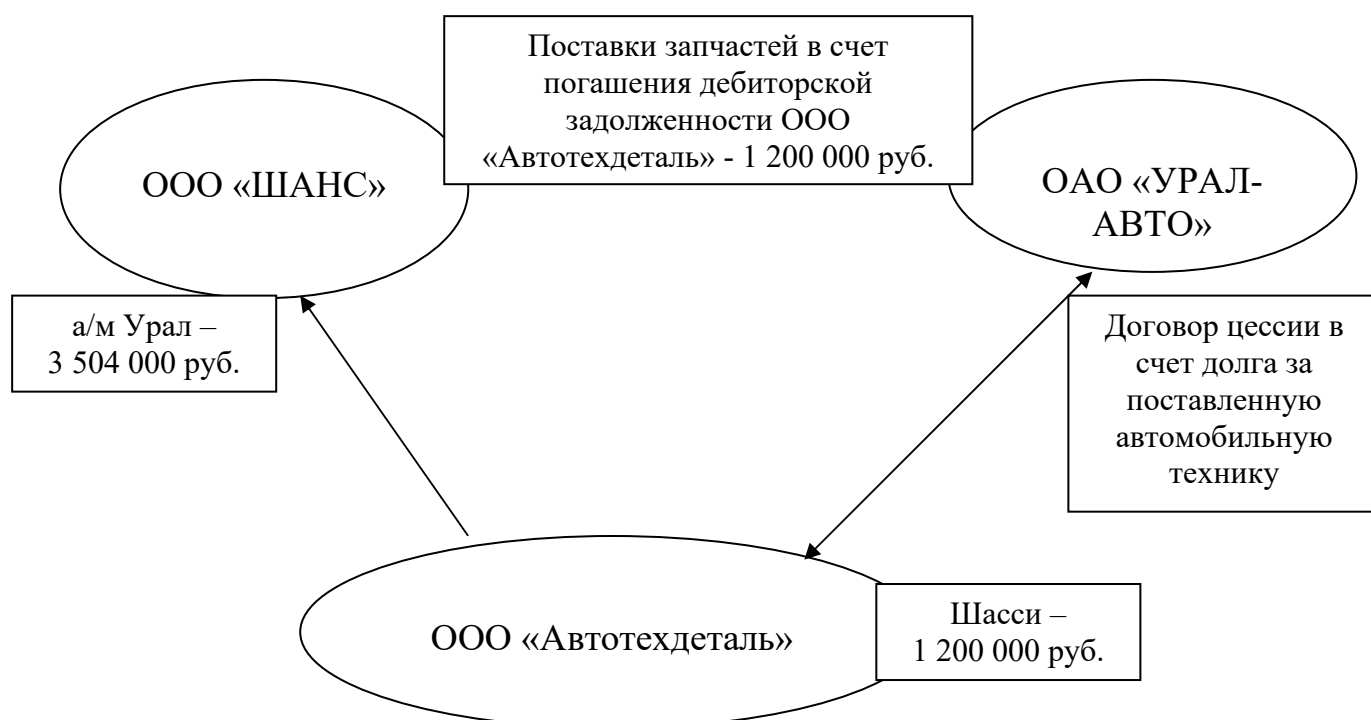 Поставки запчастей в счет
погашения дебиторской
задолженности ООО
«Автотехдеталь» - 1 200 000 руб.
ООО «ШАНС»
ОАО «УРАЛ-
АВТО»
а/м Урал –
3 504 000 руб.
Договор цессии в
счет долга за
поставленную
автомобильную
технику
ООО «Автотехдеталь»
Шасси –
1 200 000 руб.